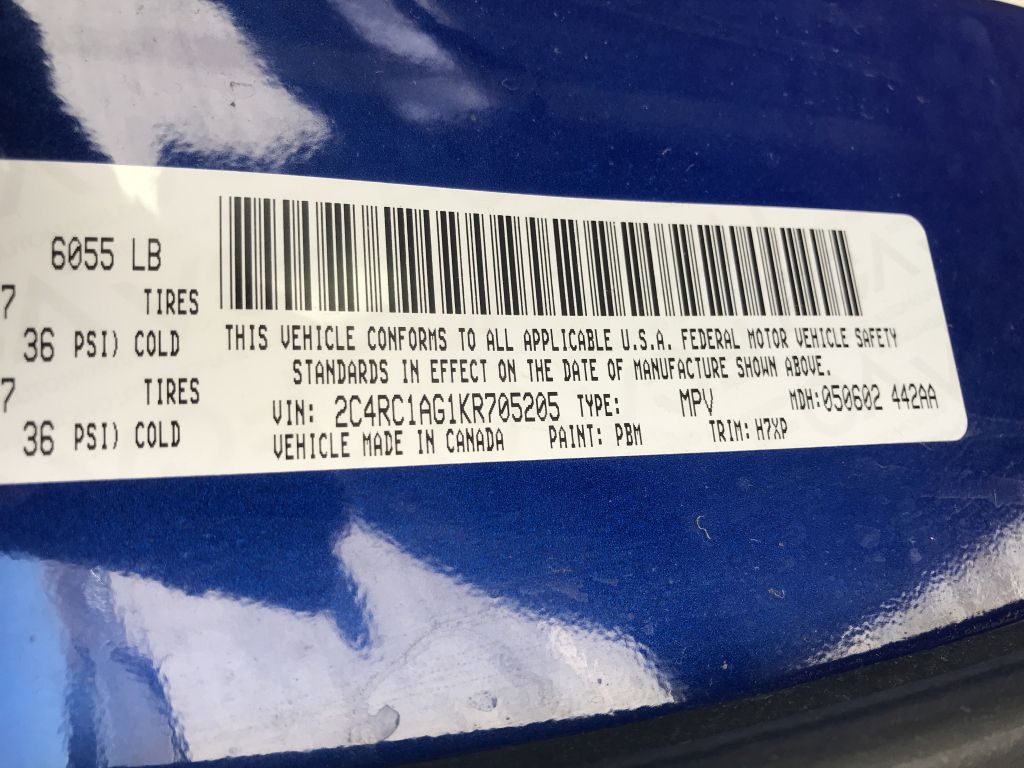 6055 LB
7 TIRES
36 PSI) COLD
7 TIRES
36 PSI) COLD
THIS VEHICLE CONFORMS TO ALL APPLICABLE U.S.A. FEDERAL MOTOR VEHICLE SAFETY
STANDARDS IN EFFECT ON THE DATE OF MANUFACTURE SHOWN ABOVE.
VIN: 2C4RC1AG1KR705205 TYPE: MPV MDH:050602 442AA
VEHICLE MADE IN CANADA PAINT: PBM TRIM: H7XP